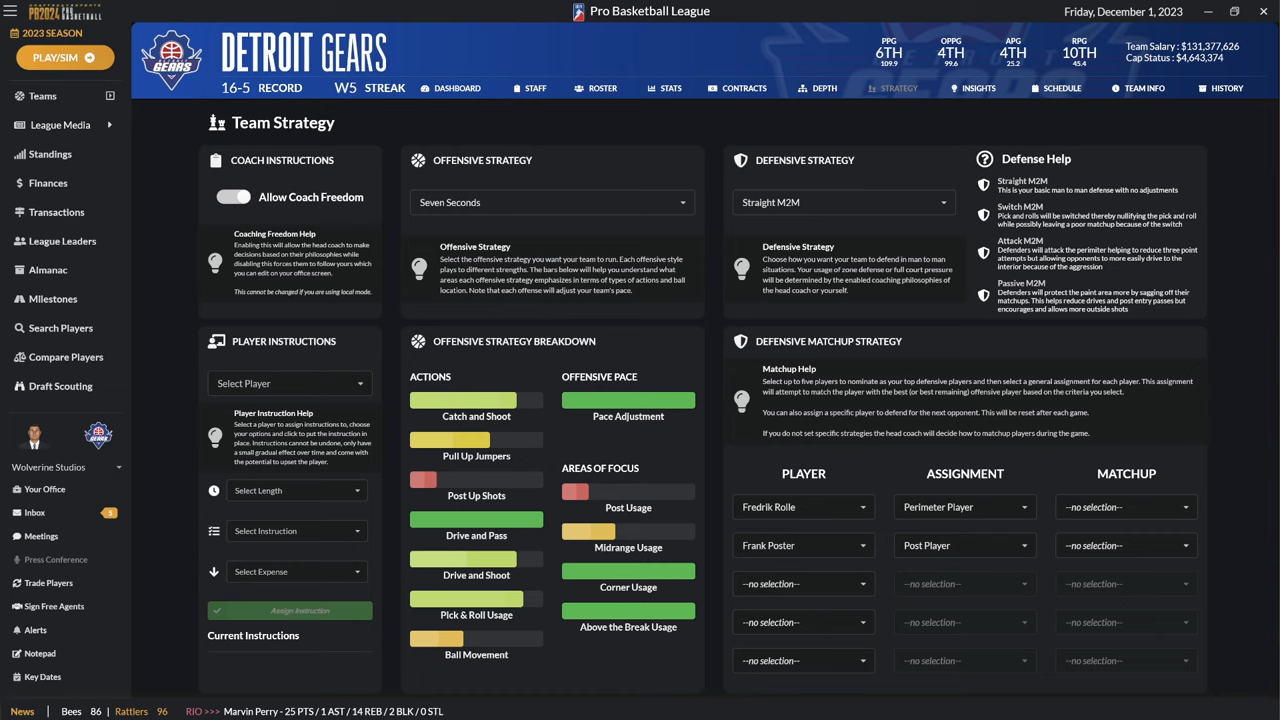 DRAFT DAY SPORTS
PB2024 PRO BASKETBALL
Pro Basketball League
Friday, December 1, 2023
2023 SEASON
PLAY/SIM
Teams
League Media
Standings
Finances
Transactions
League Leaders
Almanac
Milestones
Search Players
Compare Players
Draft Scouting
GEARS
Wolverine Studios
Your Office
Inbox 5
Meetings
Press Conference
Trade Players
Sign Free Agents
Alerts
Notepad
Key Dates
GEARS
DETROIT GEARS
16-5 RECORD W5 STREAK
PPG OPPG APG RPG
6TH 4TH 4TH 10TH
109.9 99.6 25.2 45.4
Team Salary : $131,377,626
Cap Status : $4,643,374
DASHBOARD STAFF ROSTER STATS CONTRACTS DEPTH STRATEGY INSIGHTS SCHEDULE TEAM INFO HISTORY
Team Strategy
COACH INSTRUCTIONS
Allow Coach Freedom
Coaching Freedom Help
Enabling this will allow the head coach to make
decisions based on their philosophies while
disabling this forces them to follow yours which
you can edit on your office screen.
This cannot be changed if you are using local mode.
OFFENSIVE STRATEGY
Seven Seconds
Offensive Strategy
Select the offensive strategy you want your team to run. Each offensive style
plays to different strengths. The bars below will help you understand what
areas each offensive strategy emphasizes in terms of types of actions and ball
location. Note that each offense will adjust your team's pace.
DEFENSIVE STRATEGY
Straight M2M
Defensive Strategy
Choose how you want your team to defend in man to man
situations. Your usage of zone defense or full court pressure
will be determined by the enabled coaching philosophies of
the head coach or yourself.
Defense Help
Straight M2M
This is your basic man to man defense with no adjustments
Switch M2M
Pick and rolls will be switched thereby nullifying the pick and roll
while possibly leaving a poor matchup because of the switch
Attack M2M
Defenders will attack the perimiter helping to reduce three point
attempts but allowing opponents to more easily drive to the
interior because of the aggression
Passive M2M
Defenders will protect the paint area more by sagging off their
matchups. This helps reduce drives and post entry passes but
encourages and allows more outside shots
PLAYER INSTRUCTIONS
Select Player
Player Instruction Help
Select a player to assign instructions to, choose
your options and click to put the instruction in
place. Instructions cannot be undone, only have
a small gradual effect over time and come with
the potential to upset the player.
Select Length
Select Instruction
Select Expense
Assign Instruction
Current Instructions
OFFENSIVE STRATEGY BREAKDOWN
ACTIONS
Catch and Shoot
Pull Up Jumpers
Post Up Shots
Drive and Pass
Drive and Shoot
Pick & Roll Usage
Ball Movement
OFFENSIVE PACE
Pace Adjustment
AREAS OF FOCUS
Post Usage
Midrange Usage
Corner Usage
Above the Break Usage
DEFENSIVE MATCHUP STRATEGY
Matchup Help
Select up to five players to nominate as your top defensive players and then select a general assignment for each player. This assignment
will attempt to match the player with the best (or best remaining) offensive player based on the criteria you select.
You can also assign a specific player to defend for the next opponent. This will be reset after each game.
If you do not set specific strategies the head coach will decide how to matchup players during the game.
PLAYER ASSIGNMENT MATCHUP
Fredrik Rolle Perimeter Player --no selection--
Frank Poster Post Player --no selection--
--no selection-- --no selection-- --no selection--
--no selection-- --no selection-- --no selection--
--no selection-- --no selection-- --no selection--
News Bees 86 Rattlers 96 RIO >>> Marvin Perry - 25 PTS / 1 AST / 14 REB / 2 BLK / 0 STL